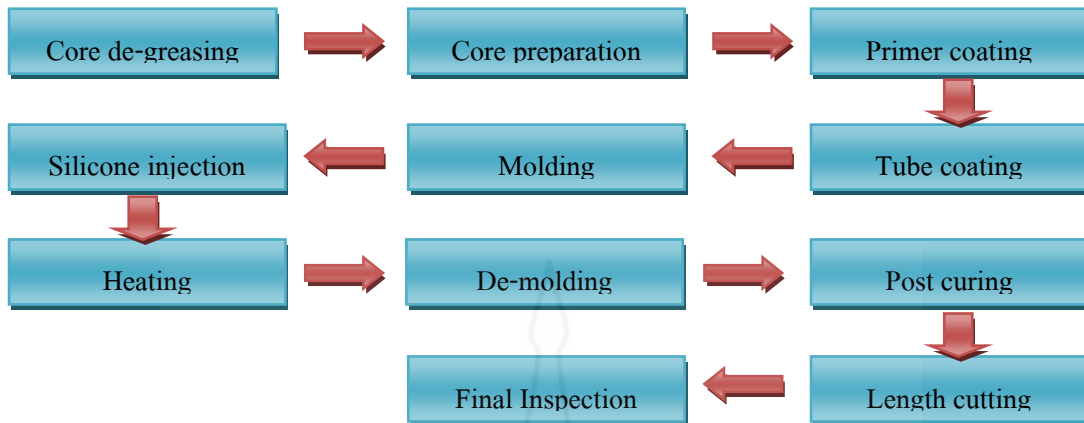 Core de-greasing
Core preparation
Primer coating
Tube coating
Molding
Silicone injection
Heating
De-molding
Post curing
Length cutting
Final Inspection